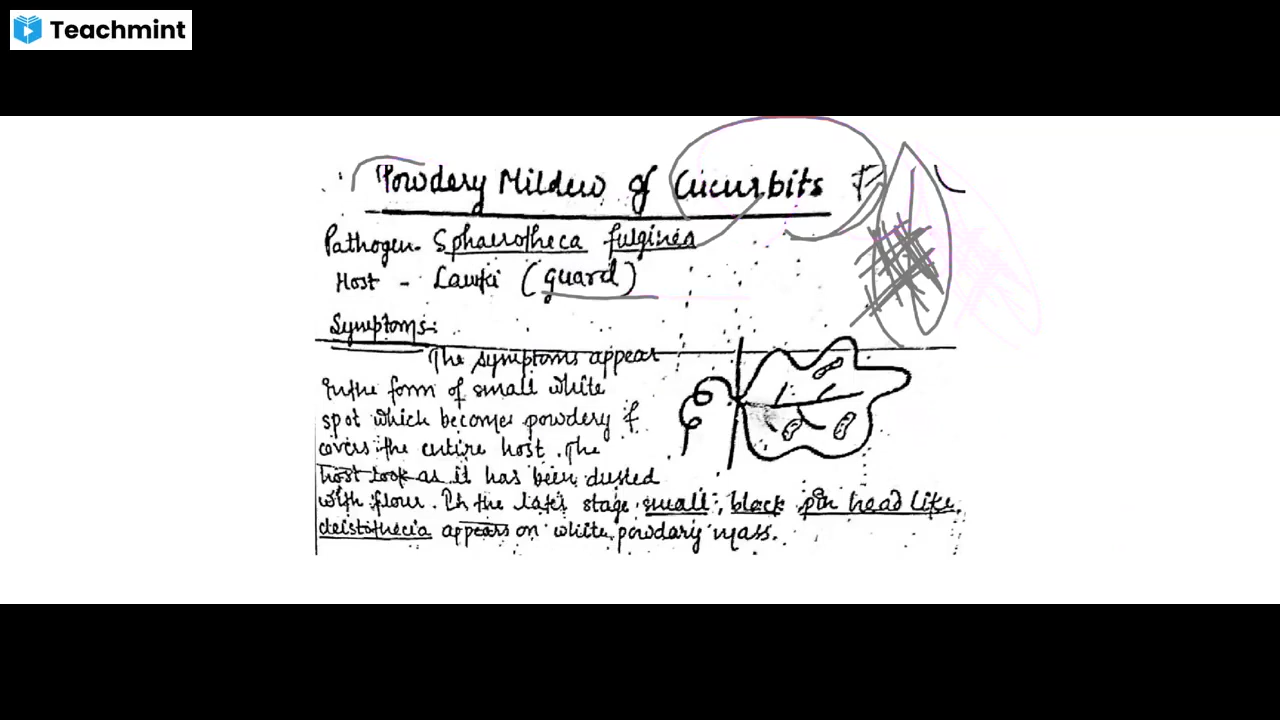 Teachmint
Powdery Mildew of Cucurbits
Pathogen - Sphaerotheca fulginea
Host - Lawki (guard)
Symptoms:
The symptoms appear
in the form of small white
spot which becomes powdery &
covers the entire host. The
host look as it has been dusted
with flour. In the later stage small, black pin head like
cleistothecia appears on white powdary mass.